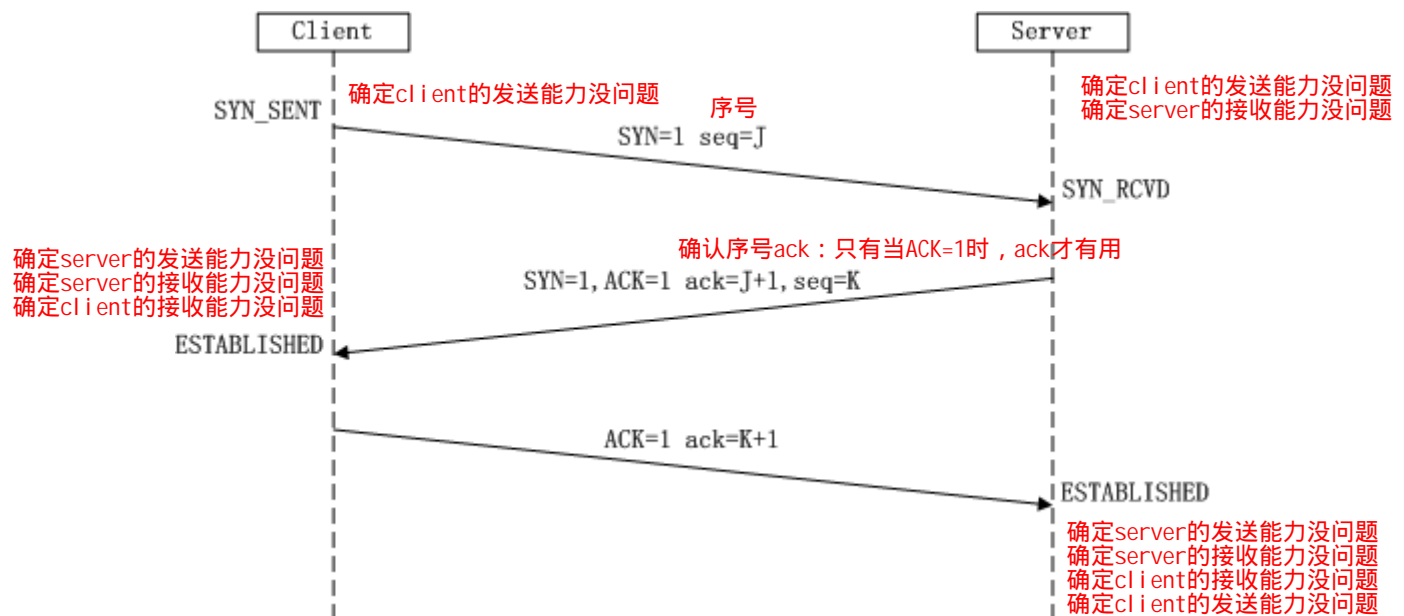 Client
Server
确定client的发送能力没问题
SYN_SENT
序号
SYN=1 seq=J
确定client的发送能力没问题
确定server的接收能力没问题
SYN_RCVD
确认序号ack：只有当ACK=1时，ack才有用
SYN=1,ACK=1 ack=J+1,seq=K
确定server的发送能力没问题
确定server的接收能力没问题
确定client的接收能力没问题
ESTABLISHED
ACK=1 ack=K+1
ESTABLISHED
确定server的发送能力没问题
确定server的接收能力没问题
确定client的接收能力没问题
确定client的发送能力没问题